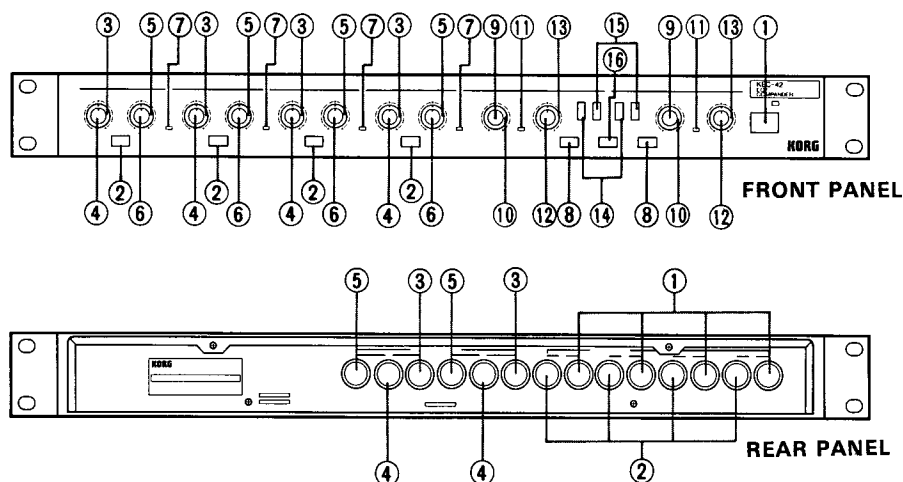 ③ ⑤ ⑦ ③ ⑤ ⑦ ③ ⑤ ⑦ ③ ⑤ ⑦ ⑨ ⑪ ⑬ ⑮ ⑨ ⑪ ⑬ ①
⑯
COMPANDER
KORG
② ② ② ② ⑧ ⑧
④ ⑥ ④ ⑥ ④ ⑥ ④ ⑥ ⑩ ⑫ ⑭ ⑩ ⑫
FRONT PANEL
⑤ ③ ⑤ ③ ①
KORG
④ ④ ②
REAR PANEL